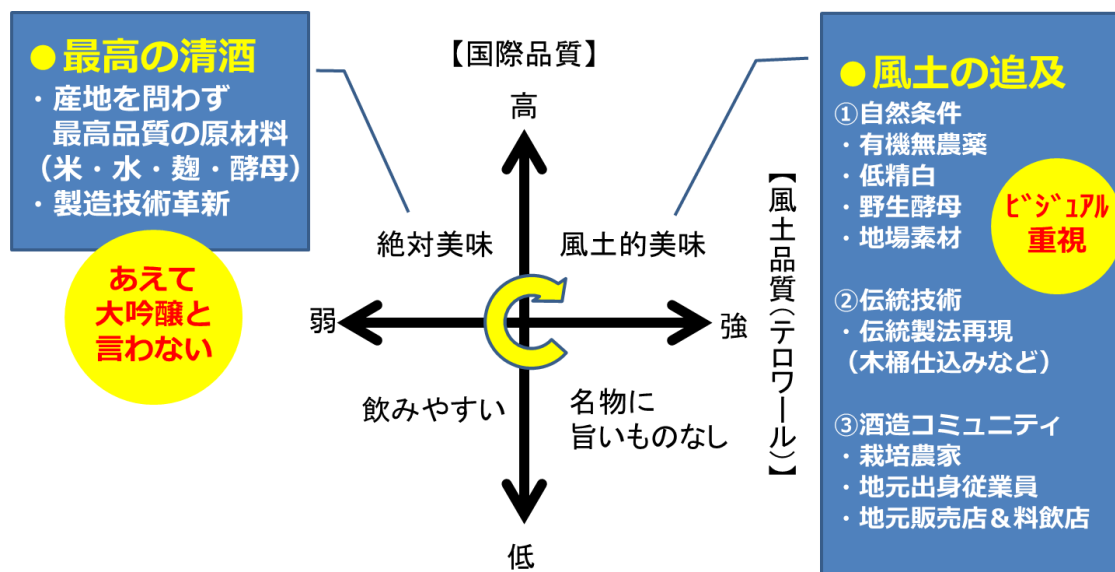 ●最高の清酒
・産地を問わず
最高品質の原材料
（米・水・麹・酵母）
・製造技術革新
あえて
大吟醸と
言わない
【国際品質】
高
絶対美味
風土的美味
弱
強
飲みやすい
名物に
旨いものなし
低
【風土品質（テロワール）】
●風土の追及
①自然条件
・有機無農薬
・低精白
・野生酵母
・地場素材
ﾋﾞｼﾞｭｱﾙ
重視
②伝統技術
・伝統製法再現
（木桶仕込みなど）
③酒造コミュニティ
・栽培農家
・地元出身従業員
・地元販売店＆料飲店